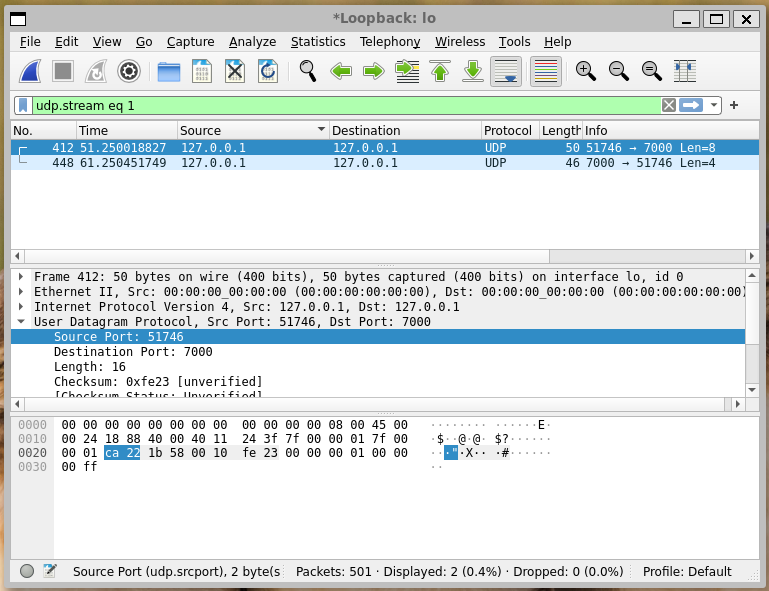 *Loopback: lo
File Edit View Go Capture Analyze Statistics Telephony Wireless Tools Help
udp.stream eq 1
No. Time Source Destination Protocol Length Info
412 51.250018827 127.0.0.1 127.0.0.1 UDP 50 51746 → 7000 Len=8
448 61.250451749 127.0.0.1 127.0.0.1 UDP 46 7000 → 51746 Len=4
Frame 412: 50 bytes on wire (400 bits), 50 bytes captured (400 bits) on interface lo, id 0
Ethernet II, Src: 00:00:00_00:00:00 (00:00:00:00:00:00), Dst: 00:00:00_00:00:00 (00:00:00:00:00:00)
Internet Protocol Version 4, Src: 127.0.0.1, Dst: 127.0.0.1
User Datagram Protocol, Src Port: 51746, Dst Port: 7000
Source Port: 51746
Destination Port: 7000
Length: 16
Checksum: 0xfe23 [unverified]
[Checksum Status: Unverified]
0000 00 00 00 00 00 00 00 00 00 00 00 00 08 00 45 00 ········ ······E·
0010 00 24 18 88 40 00 40 11 24 3f 7f 00 00 01 7f 00 ·$··@·@· $?······
0020 00 01 ca 22 1b 58 00 10 fe 23 00 00 00 01 00 00 ···"·X·· ·#······
0030 00 ff ··
Source Port (udp.srcport), 2 byte(s Packets: 501 · Displayed: 2 (0.4%) · Dropped: 0 (0.0%) Profile: Default